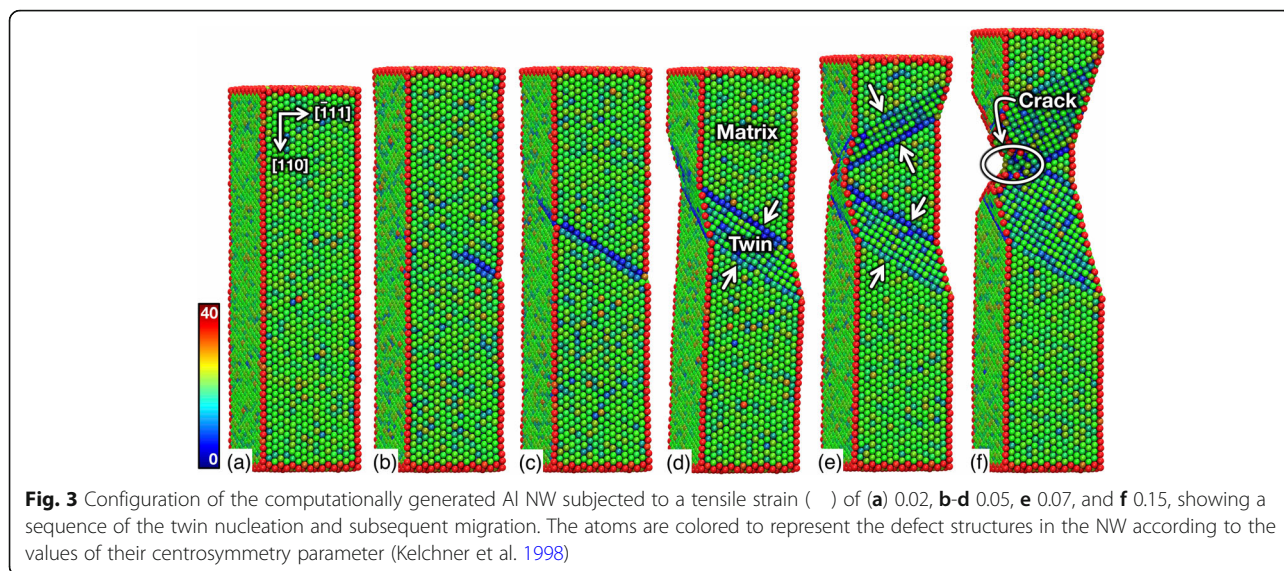 [1̄11]
[110]
Matrix
Twin
Crack
40
0
(a)
(b)
(c)
(d)
(e)
(f)
Fig. 3 Configuration of the computationally generated Al NW subjected to a tensile strain ( ) of (a) 0.02, b-d 0.05, e 0.07, and f 0.15, showing a
sequence of the twin nucleation and subsequent migration. The atoms are colored to represent the defect structures in the NW according to the
values of their centrosymmetry parameter (Kelchner et al. 1998)